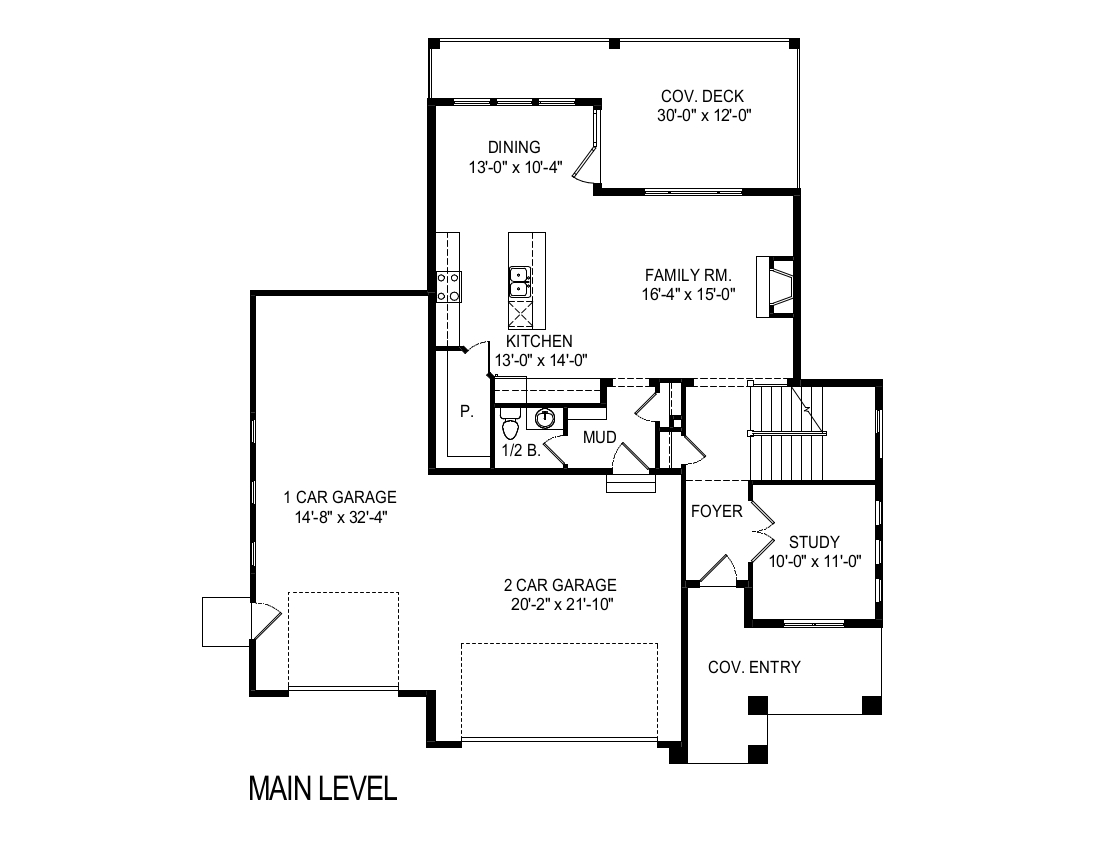 COV. DECK
30'-0" x 12'-0"
DINING
13'-0" x 10'-4"
FAMILY RM.
16'-4" x 15'-0"
KITCHEN
13'-0" x 14'-0"
P.
1/2 B.
MUD
1 CAR GARAGE
14'-8" x 32'-4"
FOYER
STUDY
10'-0" x 11'-0"
2 CAR GARAGE
20'-2" x 21'-10"
COV. ENTRY
MAIN LEVEL